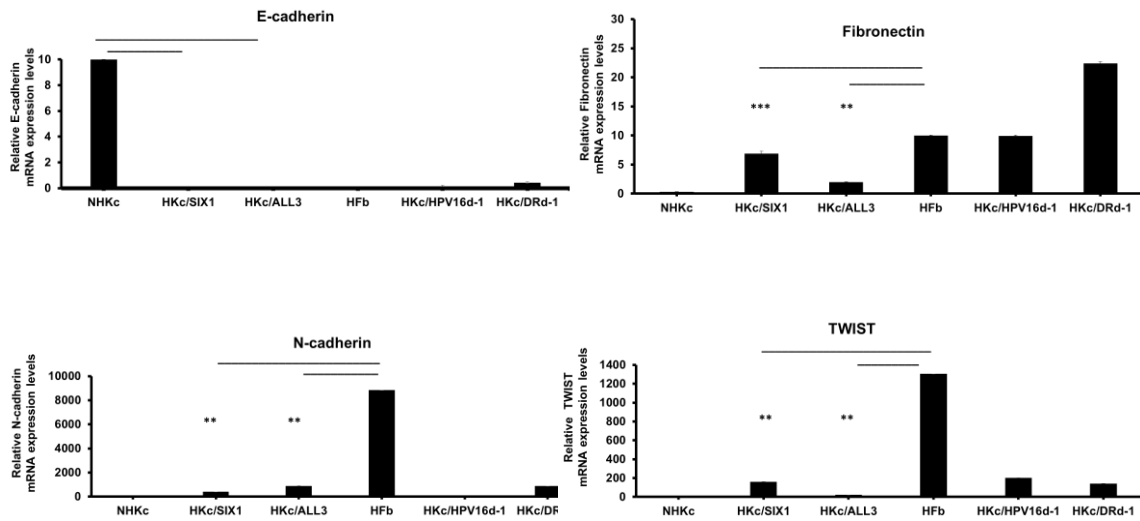 E-cadherin
Relative E-cadherin
mRNA expression levels
10
8
6
4
2
0
NHKc HKc/SIX1 HKc/ALL3 HFb HKc/HPV16d-1 HKc/DRd-1
Fibronectin
Relative Fibronectin
mRNA expression levels
30
25
20
15
10
5
0
*** **
NHKc HKc/SIX1 HKc/ALL3 HFb HKc/HPV16d-1 HKc/DRd-1
N-cadherin
Relative N-cadherin
mRNA expression levels
10000
8000
6000
4000
2000
0
** **
NHKc HKc/SIX1 HKc/ALL3 HFb HKc/HPV16d-1 HKc/DR
TWIST
Relative TWIST
mRNA expression levels
1400
1200
1000
800
600
400
200
0
** **
NHKc HKc/SIX1 HKc/ALL3 HFb HKc/HPV16d-1 HKc/DRd-1